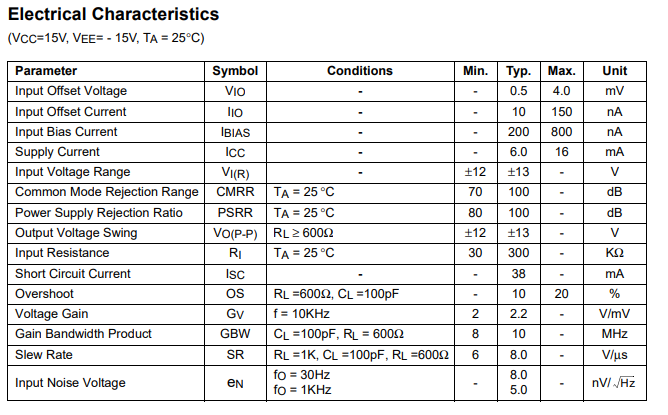 Electrical Characteristics
(VCC=15V, VEE= - 15V, TA = 25°C)
Parameter Symbol Conditions Min. Typ. Max. Unit
Input Offset Voltage VIO - - 0.5 4.0 mV
Input Offset Current IIO - - 10 150 nA
Input Bias Current IBIAS - - 200 800 nA
Supply Current ICC - - 6.0 16 mA
Input Voltage Range VI(R) - ±12 ±13 - V
Common Mode Rejection Range CMRR TA = 25 °C 70 100 - dB
Power Supply Rejection Ratio PSRR TA = 25 °C 80 100 - dB
Output Voltage Swing VO(P-P) RL ≥ 600Ω ±12 ±13 - V
Input Resistance RI TA = 25 °C 30 300 - KΩ
Short Circuit Current ISC - - 38 - mA
Overshoot OS RL =600Ω, CL =100pF - 10 20 %
Voltage Gain GV f = 10KHz 2 2.2 - V/mV
Gain Bandwidth Product GBW CL =100pF, RL = 600Ω 8 10 - MHz
Slew Rate SR RL =1K, CL =100pF, RL =600Ω 6 8.0 - V/μs
Input Noise Voltage eN fO = 30Hz - 8.0 - nV/ √Hz
fO = 1KHz 5.0